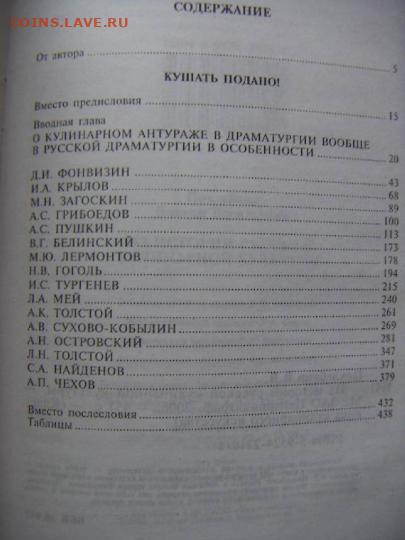 COINS.LAVE.RU
СОДЕРЖАНИЕ
От автора 5
КУШАТЬ ПОДАНО!
Вместо предисловия 15
Вводная глава
О КУЛИНАРНОМ АНТУРАЖЕ В ДРАМАТУРГИИ ВООБЩЕ
В РУССКОЙ ДРАМАТУРГИИ В ОСОБЕННОСТИ 20
Д.И. ФОНВИЗИН 43
И.А. КРЫЛОВ 68
М.Н. ЗАГОСКИН 89
А.С. ГРИБОЕДОВ 100
А.С. ПУШКИН 113
В.Г. БЕЛИНСКИЙ 173
М.Ю. ЛЕРМОНТОВ 178
Н.В. ГОГОЛЬ 194
И.С. ТУРГЕНЕВ 215
Л.А. МЕЙ 240
А.К. ТОЛСТОЙ 261
А.В. СУХОВО-КОБЫЛИН 269
А.Н. ОСТРОВСКИЙ 281
Л.Н. ТОЛСТОЙ 347
С.А. НАЙДЕНОВ 371
А.П. ЧЕХОВ 379
Вместо послесловия 432
Таблицы 438